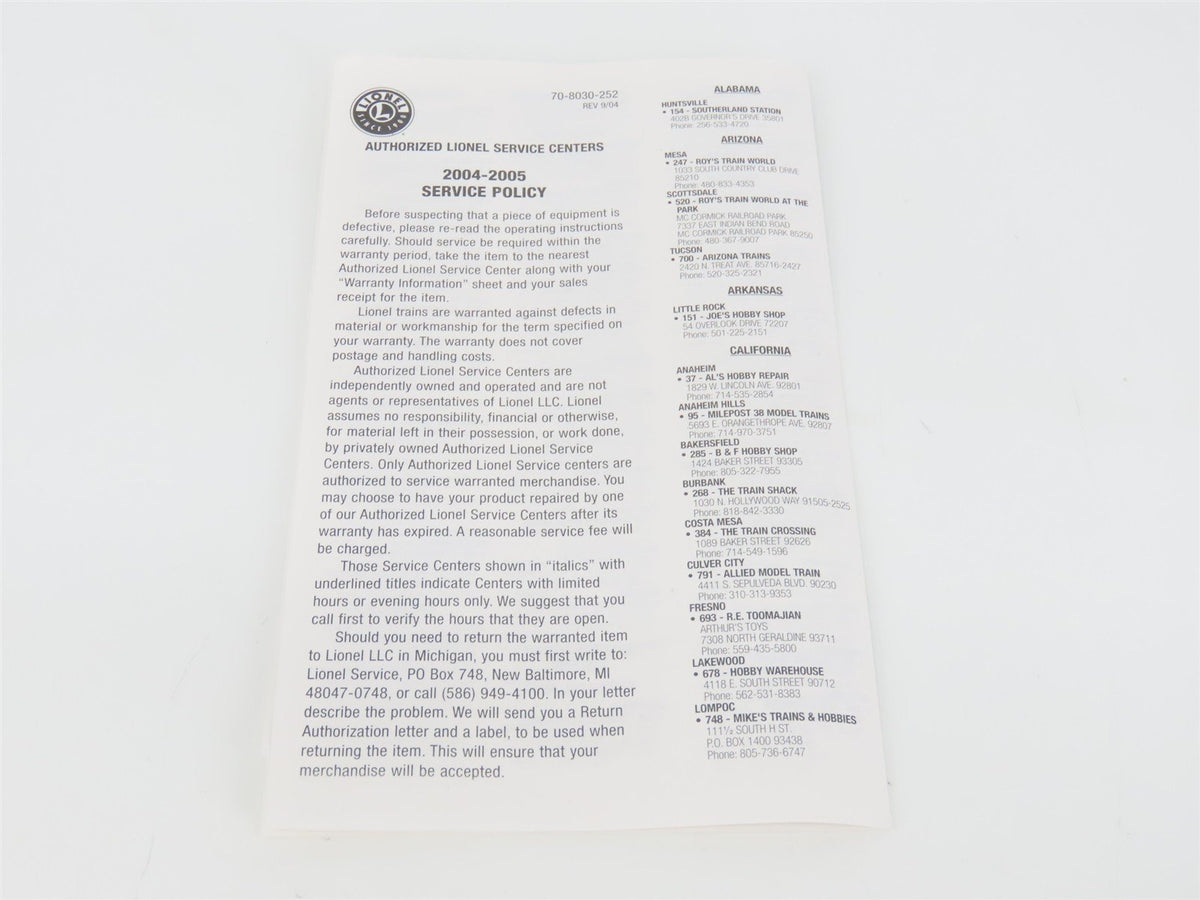 LIONEL
L
SINCE 1900
70-8030-252
REV 9/04
AUTHORIZED LIONEL SERVICE CENTERS
2004-2005
SERVICE POLICY
Before suspecting that a piece of equipment is
defective, please re-read the operating instructions
carefully. Should service be required within the
warranty period, take the item to the nearest
Authorized Lionel Service Center along with your
“Warranty Information” sheet and your sales
receipt for the item.
Lionel trains are warranted against defects in
material or workmanship for the term specified on
your warranty. The warranty does not cover
postage and handling costs.
Authorized Lionel Service Centers are
independently owned and operated and are not
agents or representatives of Lionel LLC. Lionel
assumes no responsibility, financial or otherwise,
for material left in their possession, or work done,
by privately owned Authorized Lionel Service
Centers. Only Authorized Lionel Service centers are
authorized to service warranted merchandise. You
may choose to have your product repaired by one
of our Authorized Lionel Service Centers after its
warranty has expired. A reasonable service fee will
be charged.
Those Service Centers shown in “italics” with
underlined titles indicate Centers with limited
hours or evening hours only. We suggest that you
call first to verify the hours that they are open.
Should you need to return the warranted item
to Lionel LLC in Michigan, you must first write to:
Lionel Service, PO Box 748, New Baltimore, MI
48047-0748, or call (586) 949-4100. In your letter
describe the problem. We will send you a Return
Authorization letter and a label, to be used when
returning the item. This will ensure that your
merchandise will be accepted.
ALABAMA
HUNTSVILLE
• 154 - SOUTHERLAND STATION
402B GOVERNOR'S DRIVE 35801
Phone: 256-533-4720
ARIZONA
MESA
• 247 - ROY'S TRAIN WORLD
1033 SOUTH COUNTRY CLUB DRIVE
85210
Phone: 480-833-4353
SCOTTSDALE
• 520 - ROY'S TRAIN WORLD AT THE
PARK
MC CORMICK RAILROAD PARK
7337 EAST INDIAN BEND ROAD
MC CORMICK RAILROAD PARK 85250
Phone: 480-367-9007
TUCSON
• 700 - ARIZONA TRAINS
2420 N. TREAT AVE. 85716-2427
Phone: 520-325-2321
ARKANSAS
LITTLE ROCK
• 151 - JOE'S HOBBY SHOP
54 OVERLOOK DRIVE 72207
Phone: 501-225-2151
CALIFORNIA
ANAHEIM
• 37 - AL'S HOBBY REPAIR
1829 W. LINCOLN AVE. 92801
Phone: 714-535-2854
ANAHEIM HILLS
• 95 - MILEPOST 38 MODEL TRAINS
5693 E. ORANGETHROPE AVE. 92807
Phone: 714-970-3751
BAKERSFIELD
• 285 - B & F HOBBY SHOP
1424 BAKER STREET 93305
Phone: 805-322-7955
BURBANK
• 268 - THE TRAIN SHACK
1030 N. HOLLYWOOD WAY 91505-2525
Phone: 818-842-3330
COSTA MESA
• 384 - THE TRAIN CROSSING
1089 BAKER STREET 92626
Phone: 714-549-1596
CULVER CITY
• 791 - ALLIED MODEL TRAIN
4411 S. SEPULVEDA BLVD. 90230
Phone: 310-313-9353
FRESNO
• 693 - R.E. TOOMAJIAN
ARTHUR'S TOYS
7308 NORTH GERALDINE 93711
Phone: 559-435-5800
LAKEWOOD
• 678 - HOBBY WAREHOUSE
4118 E. SOUTH STREET 90712
Phone: 562-531-8383
LOMPOC
• 748 - MIKE'S TRAINS & HOBBIES
111½ SOUTH H ST.
P.O. BOX 1400 93438
Phone: 805-736-6747